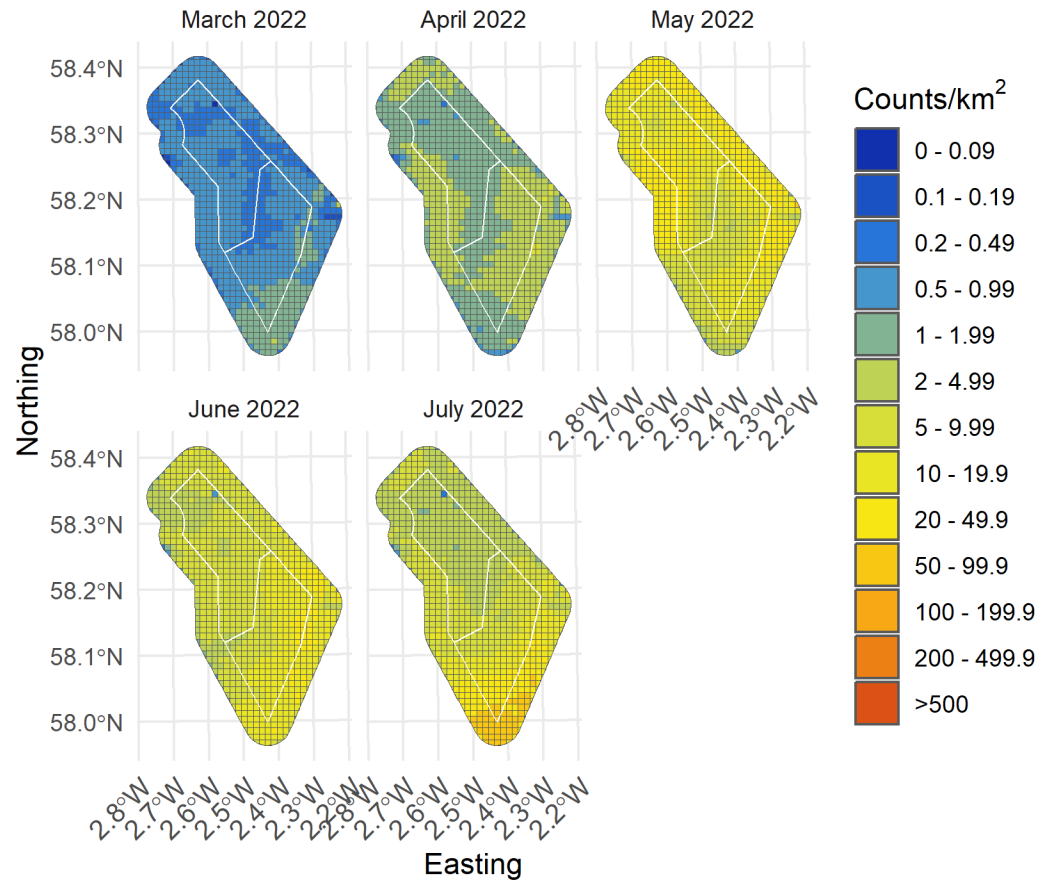 March 2022
April 2022
May 2022
58.4°N
58.3°N
58.2°N
58.1°N
58.0°N
2.8°W
2.7°W
2.6°W
2.5°W
2.4°W
2.3°W
2.2°W
June 2022
July 2022
58.4°N
58.3°N
58.2°N
58.1°N
58.0°N
2.8°W
2.7°W
2.6°W
2.5°W
2.4°W
2.3°W
2.2°W
2.8°W
2.7°W
2.6°W
2.5°W
2.4°W
2.3°W
2.2°W
Northing
Easting
Counts/km²
0 - 0.09
0.1 - 0.19
0.2 - 0.49
0.5 - 0.99
1 - 1.99
2 - 4.99
5 - 9.99
10 - 19.9
20 - 49.9
50 - 99.9
100 - 199.9
200 - 499.9
>500